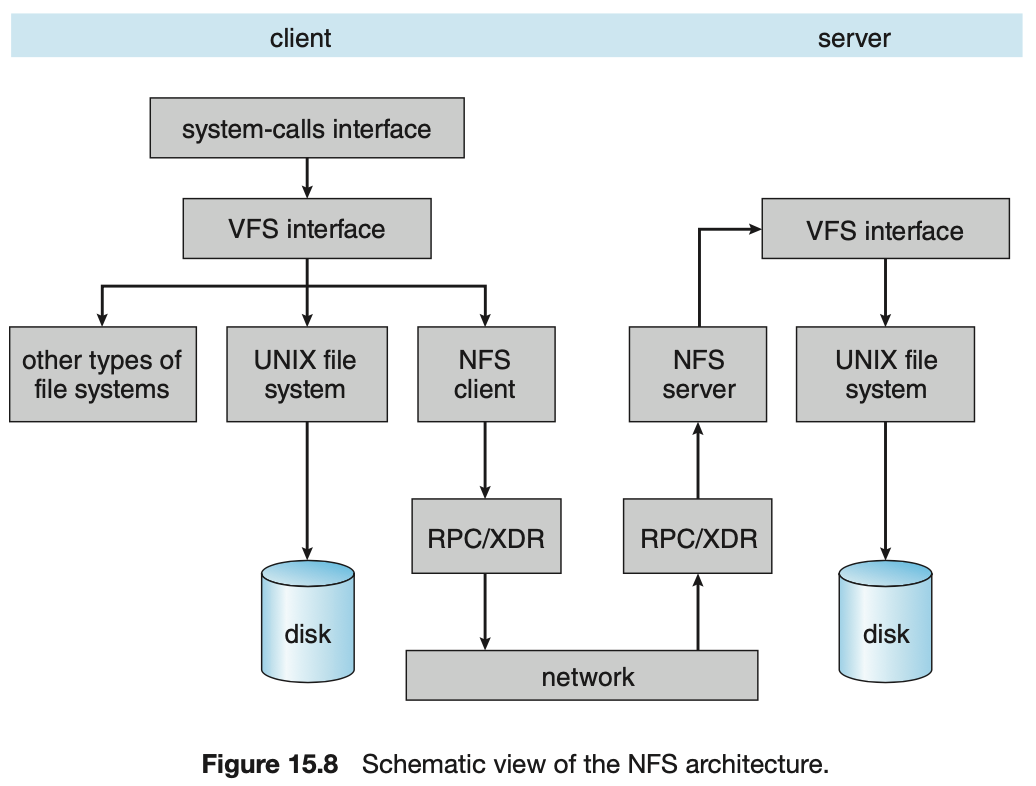 client
server
system-calls interface
VFS interface
VFS interface
other types of
file systems
UNIX file
system
NFS
client
NFS
server
UNIX file
system
RPC/XDR
RPC/XDR
disk
disk
network
Figure 15.8 Schematic view of the NFS architecture.